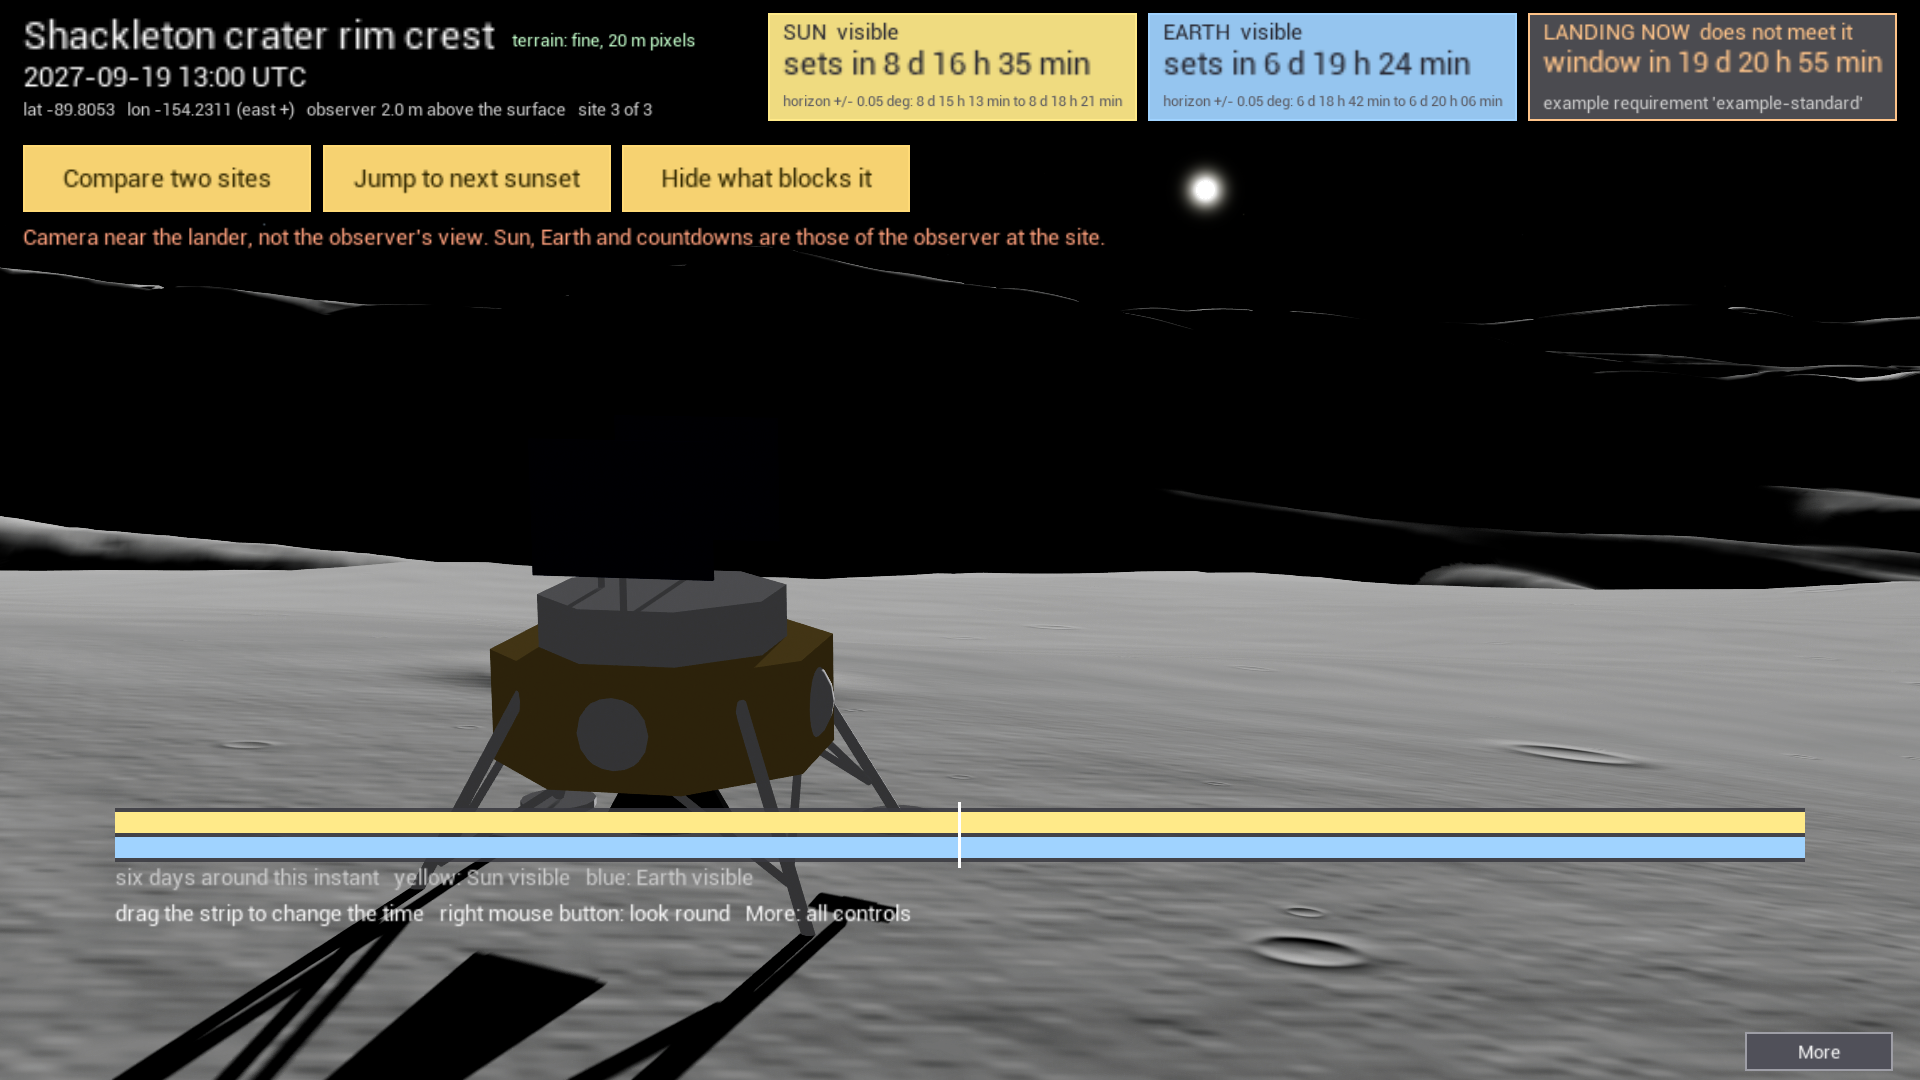 Shackleton crater rim crest terrain: fine, 20 m pixels
2027-09-19 13:00 UTC
lat -89.8053 lon -154.2311 (east +) observer 2.0 m above the surface site 3 of 3
SUN visible
sets in 8 d 16 h 35 min
horizon +/- 0.05 deg: 8 d 15 h 13 min to 8 d 18 h 21 min
EARTH visible
sets in 6 d 19 h 24 min
horizon +/- 0.05 deg: 6 d 18 h 42 min to 6 d 20 h 06 min
LANDING NOW does not meet it
window in 19 d 20 h 55 min
example requirement 'example-standard'
Compare two sites
Jump to next sunset
Hide what blocks it
Camera near the lander, not the observer's view. Sun, Earth and countdowns are those of the observer at the site.
six days around this instant yellow: Sun visible blue: Earth visible
drag the strip to change the time right mouse button: look round More: all controls
More